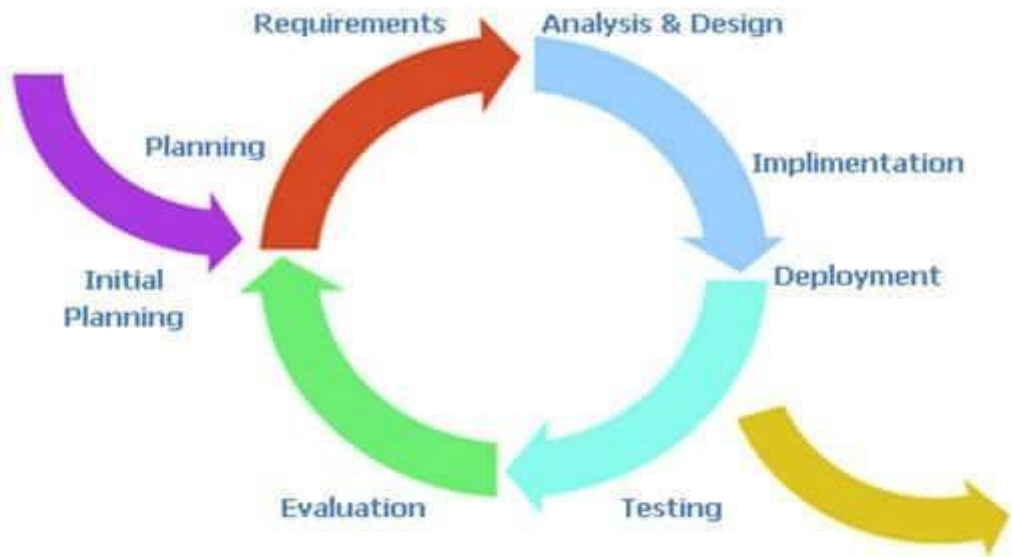 Requirements
Analysis & Design
Planning
Implimentation
Initial
Planning
Deployment
Evaluation
Testing